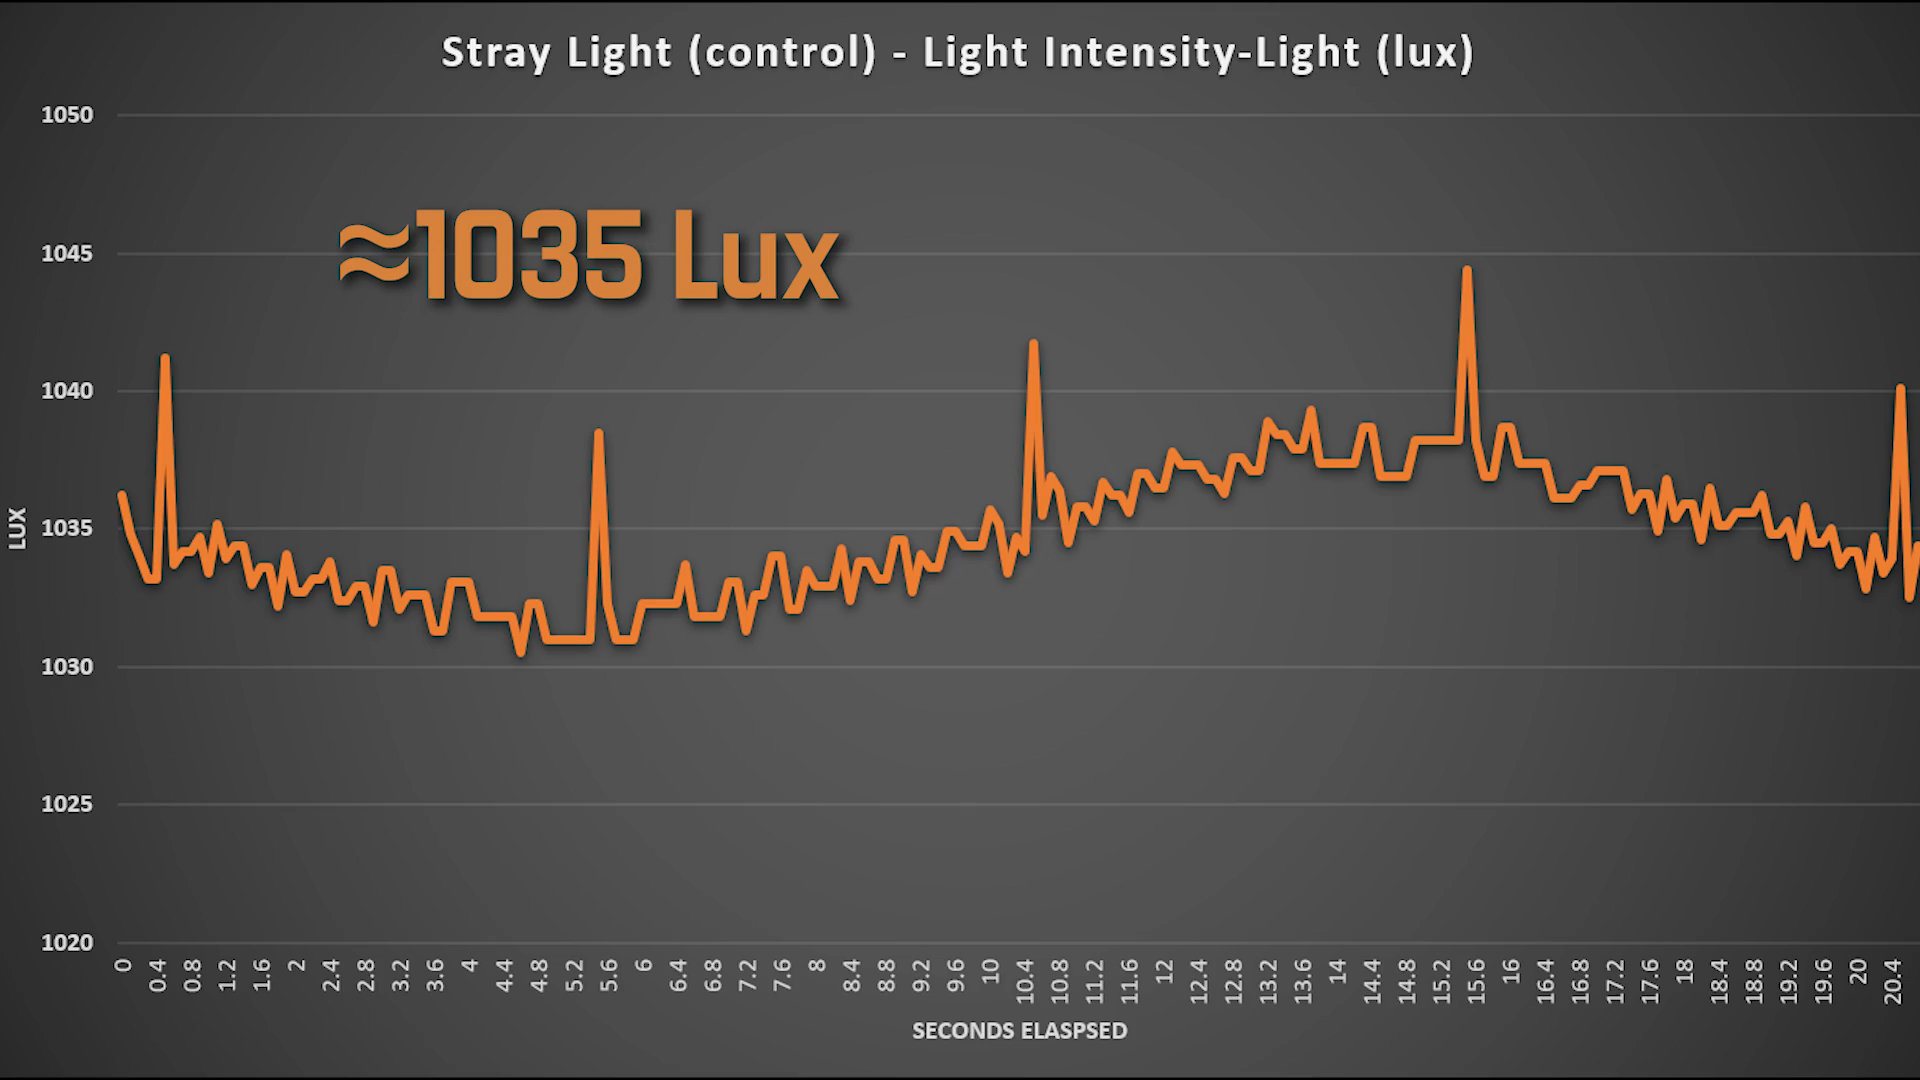 Stray Light (control) - Light Intensity-Light (lux)
1050
≈1035 Lux
1045
1040
1035
1030
1025
1020
LUX
0 0.4 0.8 1.2 1.6 2 2.4 2.8 3.2 3.6 4 4.4 4.8 5.2 5.6 6 6.4 6.8 7.2 7.6 8 8.4 8.8 9.2 9.6 10 10.4 10.8 11.2 11.6 12 12.4 12.8 13.2 13.6 14 14.4 14.8 15.2 15.6 16 16.4 16.8 17.2 17.6 18 18.4 18.8 19.2 19.6 20 20.4
SECONDS ELASPSED